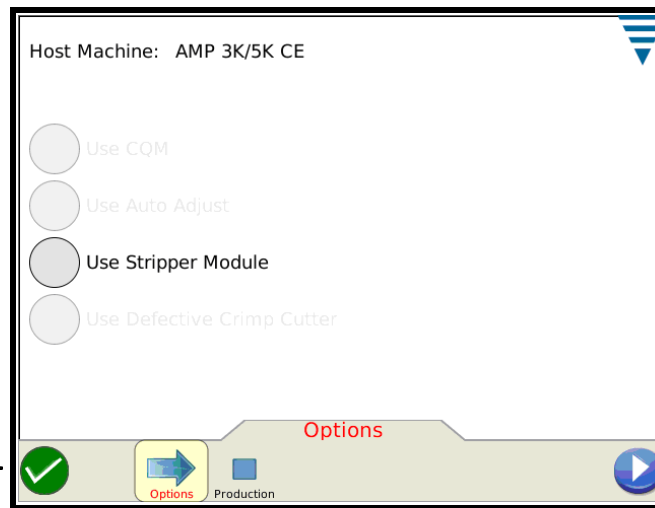 Host Machine: AMP 3K/5K CE
Use CQM
Use Auto Adjust
Use Stripper Module
Use Defective Crimp Cutter
Options
Options
Production